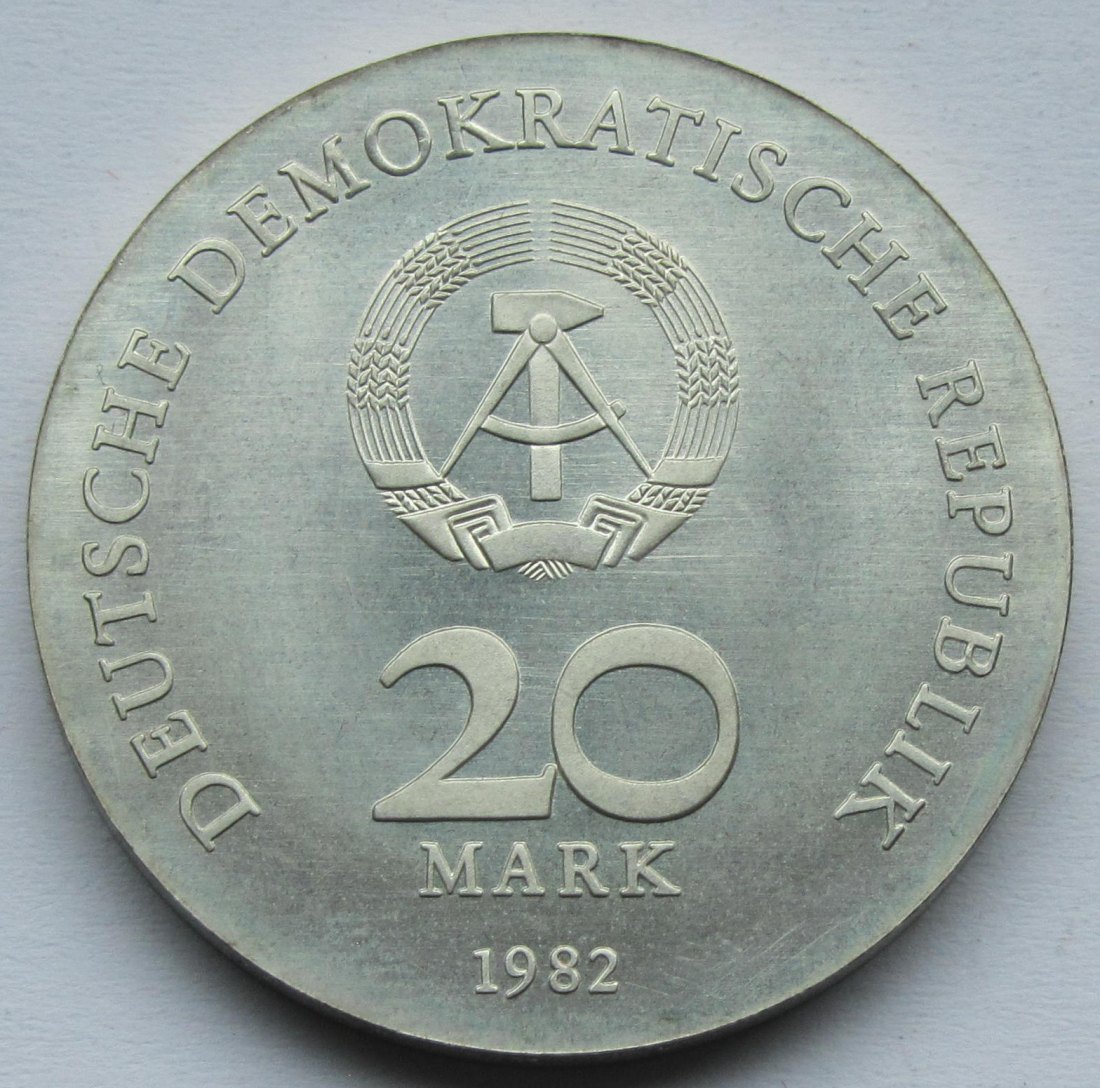 DEUTSCHE DEMOKRATISCHE REPUBLIK
20
MARK
1982